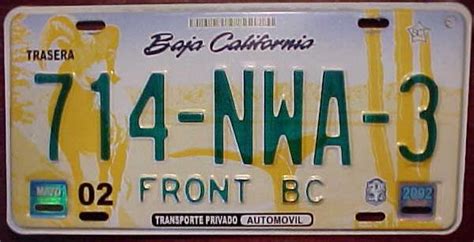 Baja California
TRASERA
714-NWA-3
MAYO 02 FRONT BC 2002
TRANSPORTE PRIVADO AUTOMOVIL